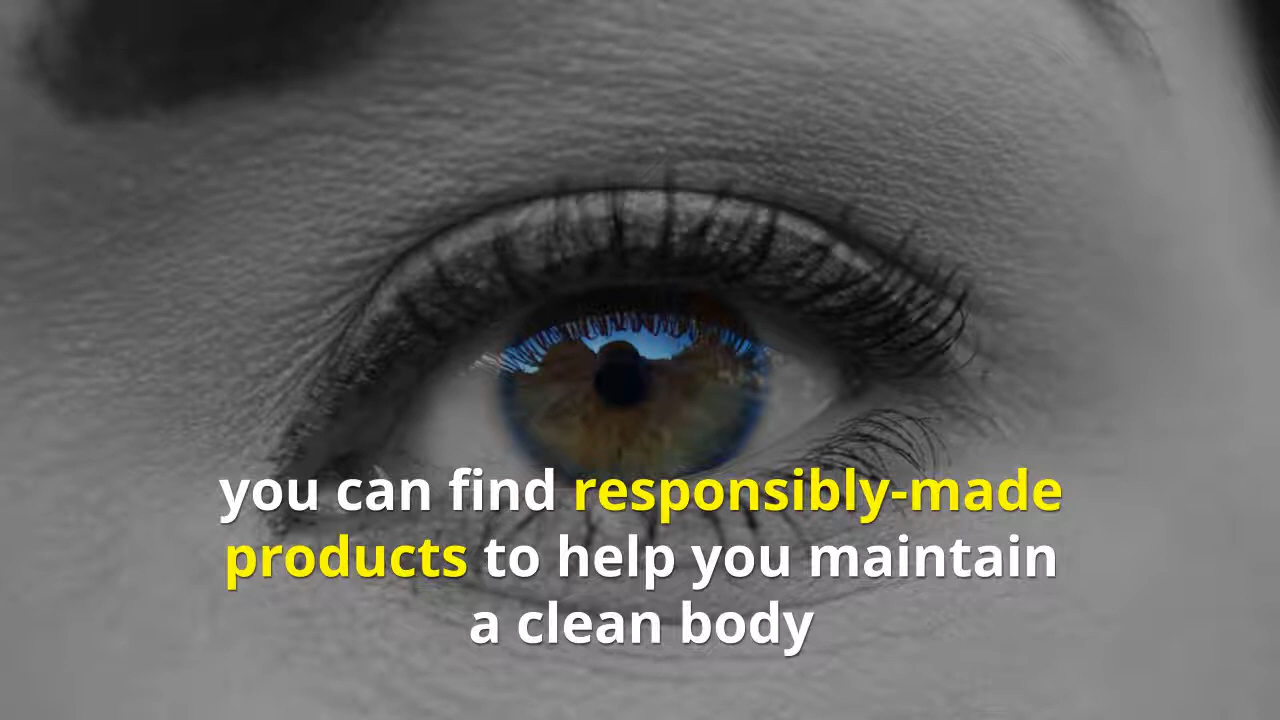 you can find responsibly-made
products to help you maintain
a clean body